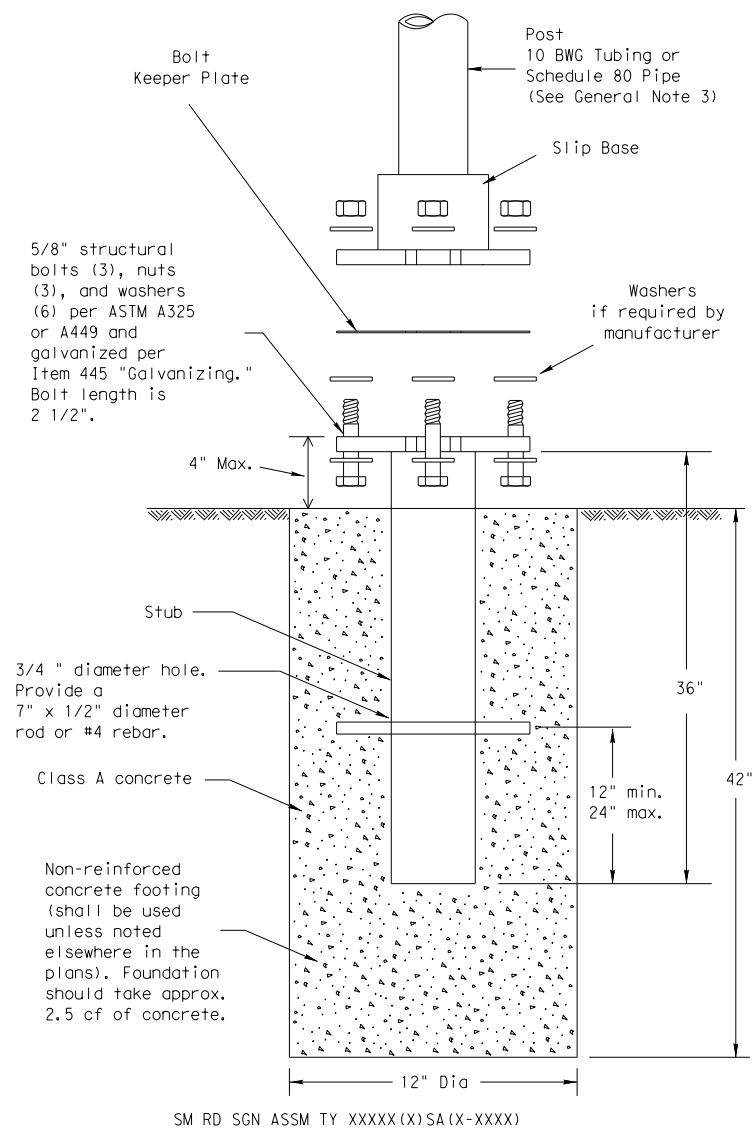 Post
10 BWG Tubing or
Schedule 80 Pipe
(See General Note 3)
Bolt
Keeper Plate
Slip Base
5/8" structural
bolts (3), nuts
(3), and washers
(6) per ASTM A325
or A449 and
galvanized per
Item 445 "Galvanizing."
Bolt length is
2 1/2".
Washers
if required by
manufacturer
4" Max.
Stub
3/4 " diameter hole.
Provide a
7" x 1/2" diameter
rod or #4 rebar.
36"
Class A concrete
12" min.
24" max.
42"
Non-reinforced
concrete footing
(shall be used
unless noted
elsewhere in the
plans). Foundation
should take approx.
2.5 cf of concrete.
12" Dia
SM RD SGN ASSM TY XXXXX(X)SA(X-XXXX)